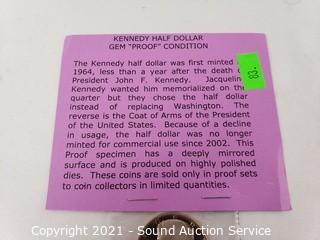 KENNEDY HALF DOLLAR
GEM "PROOF" CONDITION
The Kennedy half dollar was first minted
1964, less than a year after the death
President John F. Kennedy. Jacqueline
Kennedy wanted him memorialized on the
quarter but they chose the half dollar
instead of replacing Washington. The
reverse is the Coat of Arms of the President
of the United States. Because of a decline
in usage, the half dollar was no longer
minted for commercial use since 2002. This
Proof specimen has a deeply mirrored
surface and is produced on highly polished
dies. These coins are sold only in proof sets
to coin collectors in limited quantities.
83.
Copyright 2021 - Sound Auction Service